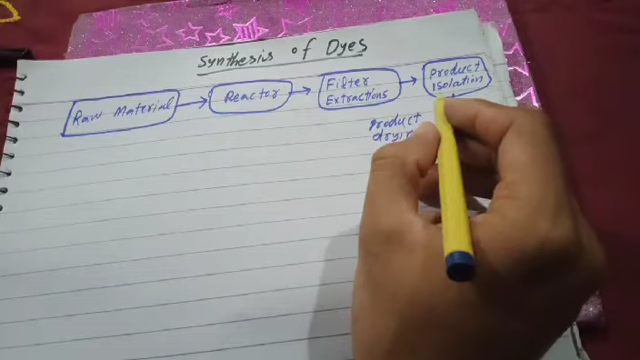 Synthesis of Dyes
Raw Material
Reactor
Filter
Extractions
Product
isolation
Product